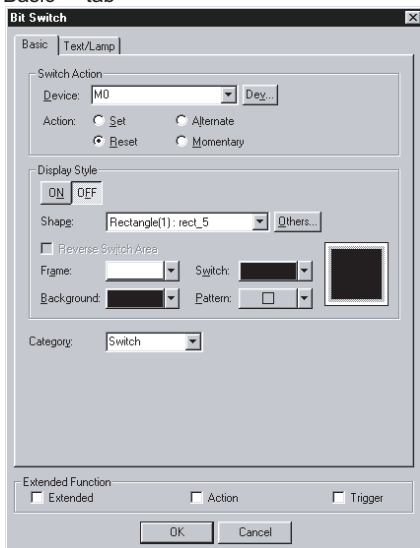 Bit Switch
Basic Text/Lamp
Switch Action
Device: M0 Dev...
Action: Set Alternate
Reset Momentary
Display Style
ON OFF
Shape: Rectangle(1) : rect_5 Others...
Reverse Switch Area
Frame: Switch:
Background: Pattern:
Category: Switch
Extended Function
Extended Action Trigger
OK Cancel